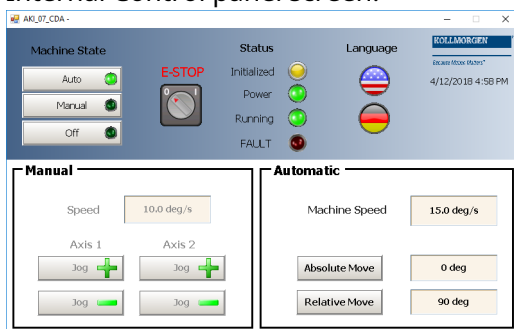 Internal Control panel screen.
AKI_07_CDA -
Machine State
Auto
Manual
Off
E-STOP
0 1
Status
Initialized
Power
Running
FAULT
Language
KOLLMORGEN
Because Motion Matters™
4/12/2018 4:58 PM
Manual
Speed 10.0 deg/s
Axis 1 Axis 2
Jog Jog
Jog Jog
Automatic
Machine Speed 15.0 deg/s
Absolute Move 0 deg
Relative Move 90 deg